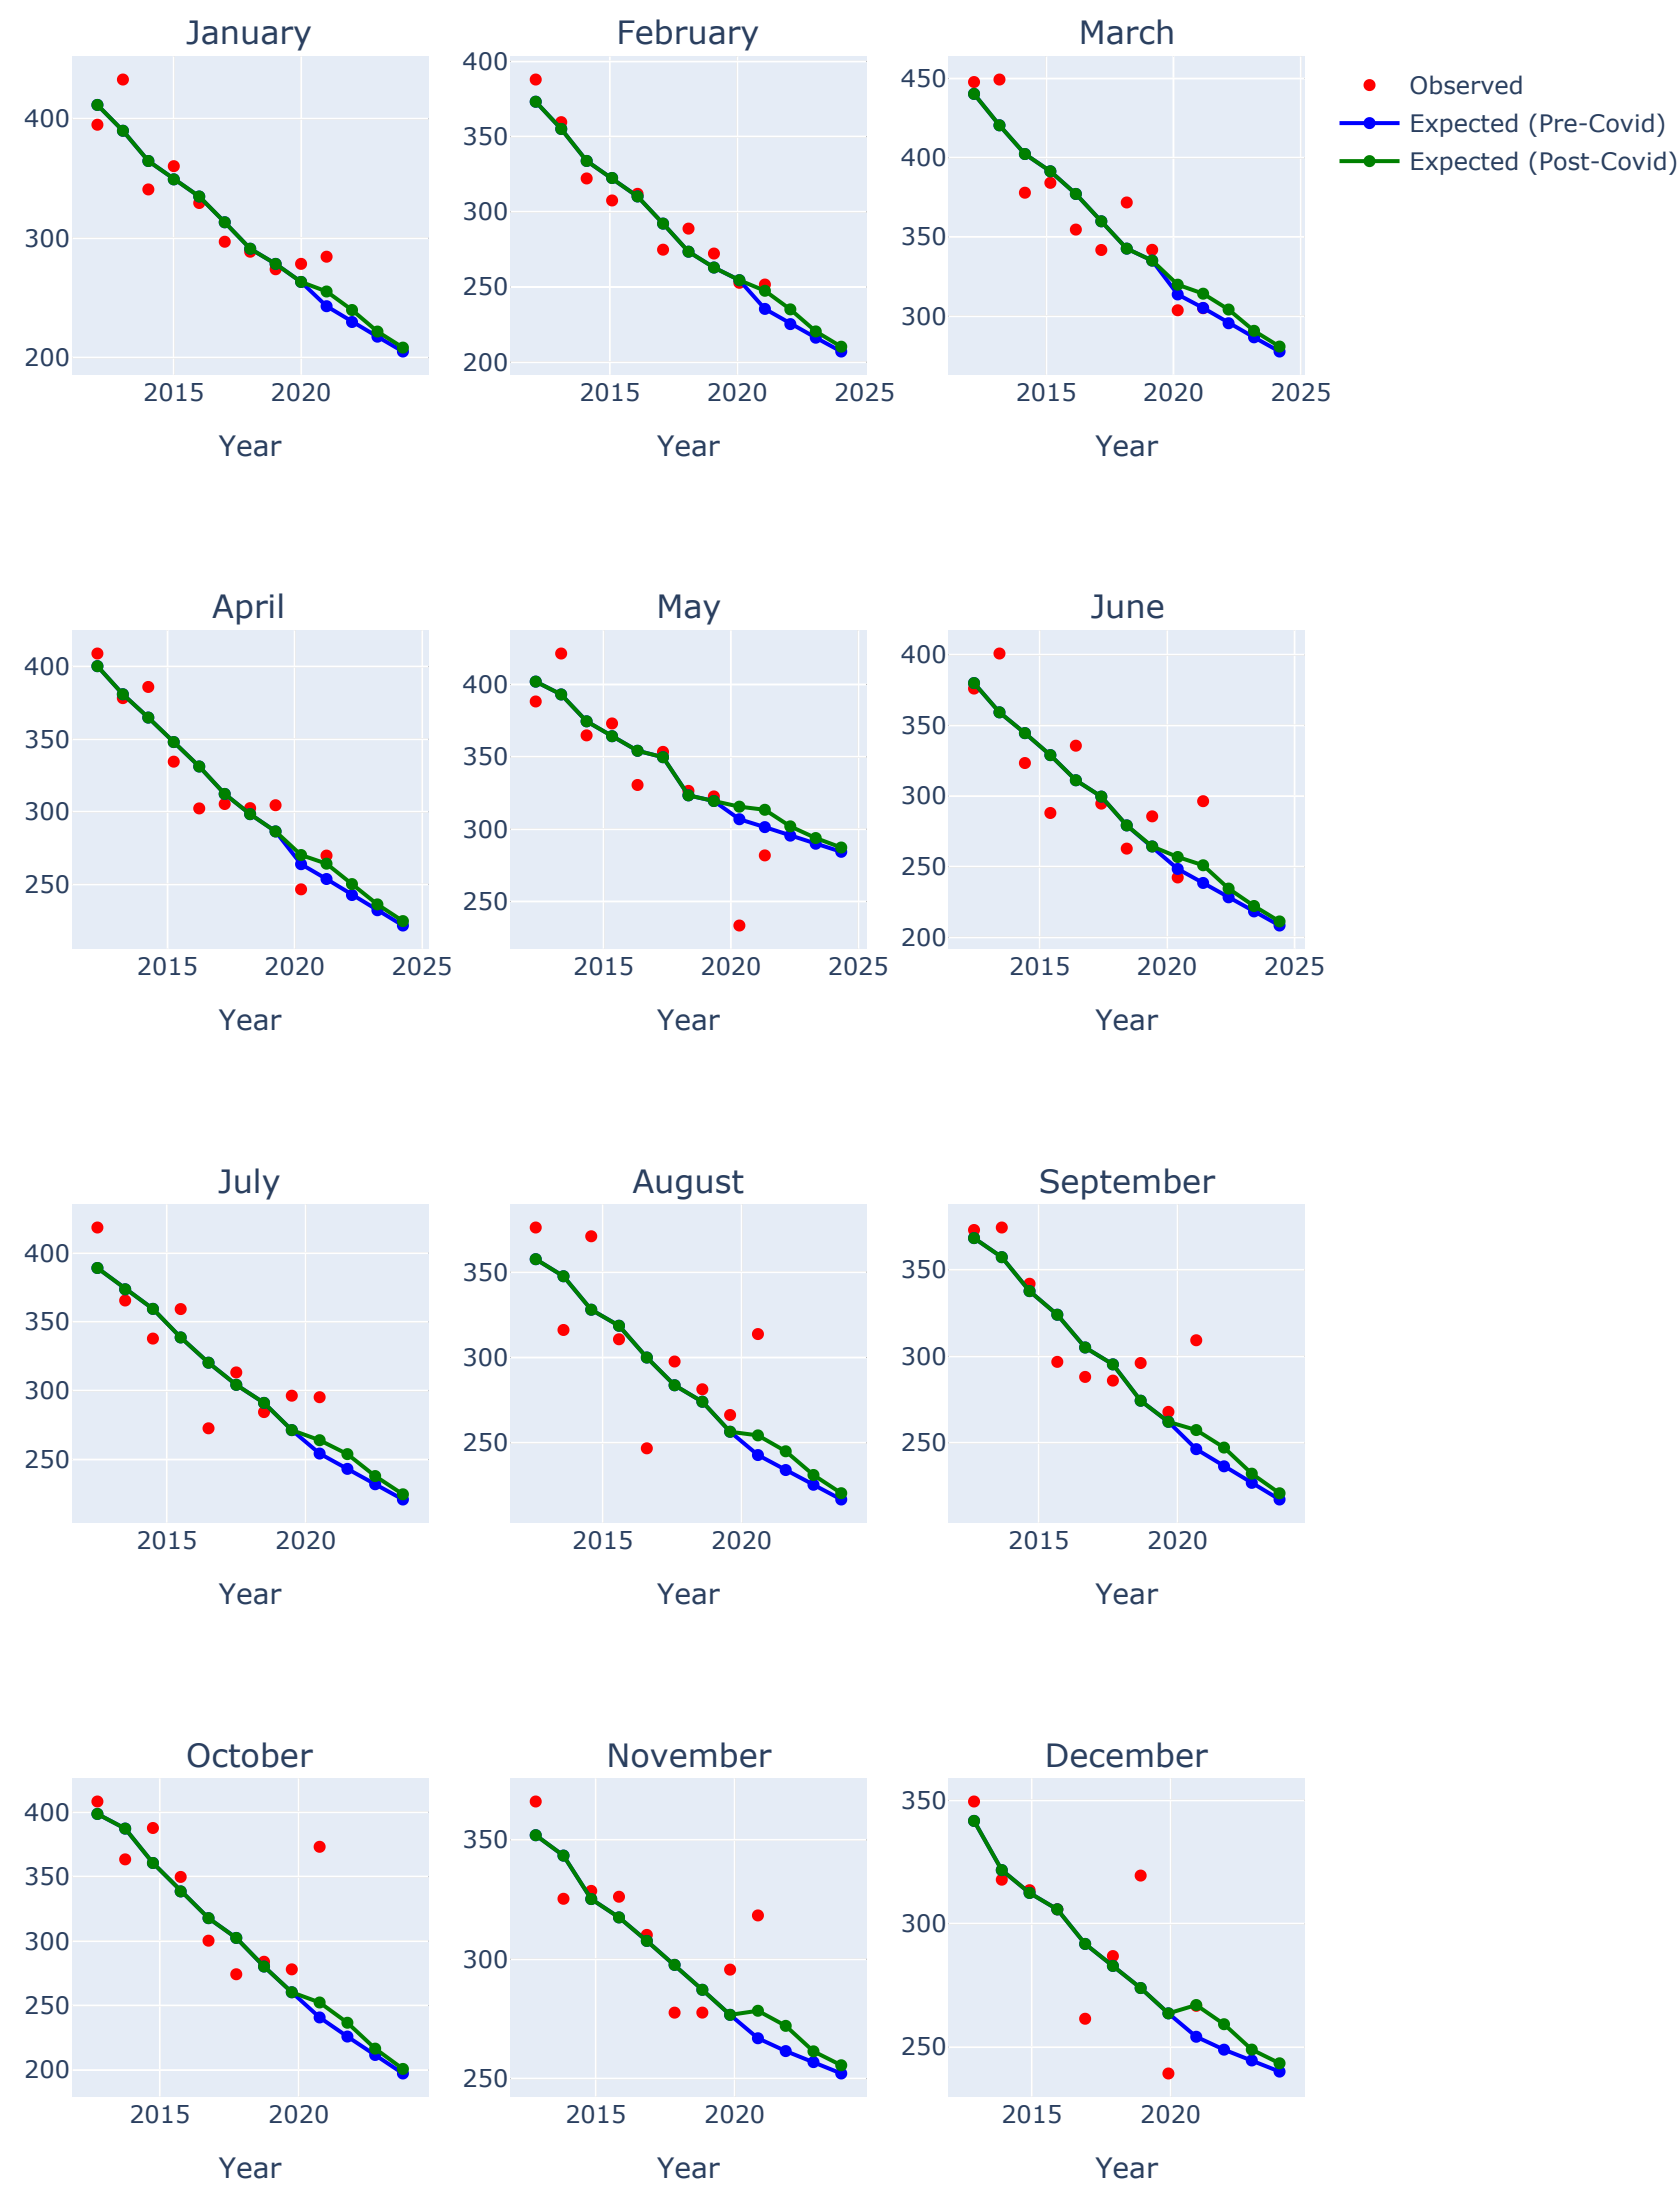 January
February
March
Observed
Expected (Pre-Covid)
Expected (Post-Covid)
400
300
200
2015 2020
Year
400
350
300
250
200
2015 2020 2025
Year
450
400
350
300
2015 2020 2025
Year
April
May
June
400
350
300
250
2015 2020 2025
Year
400
350
300
250
2015 2020 2025
Year
400
350
300
250
200
2015 2020 2025
Year
July
August
September
400
350
300
250
2015 2020
Year
350
300
250
2015 2020
Year
350
300
250
2015 2020
Year
October
November
December
400
350
300
250
200
2015 2020
Year
350
300
250
2015 2020
Year
350
300
250
2015 2020
Year